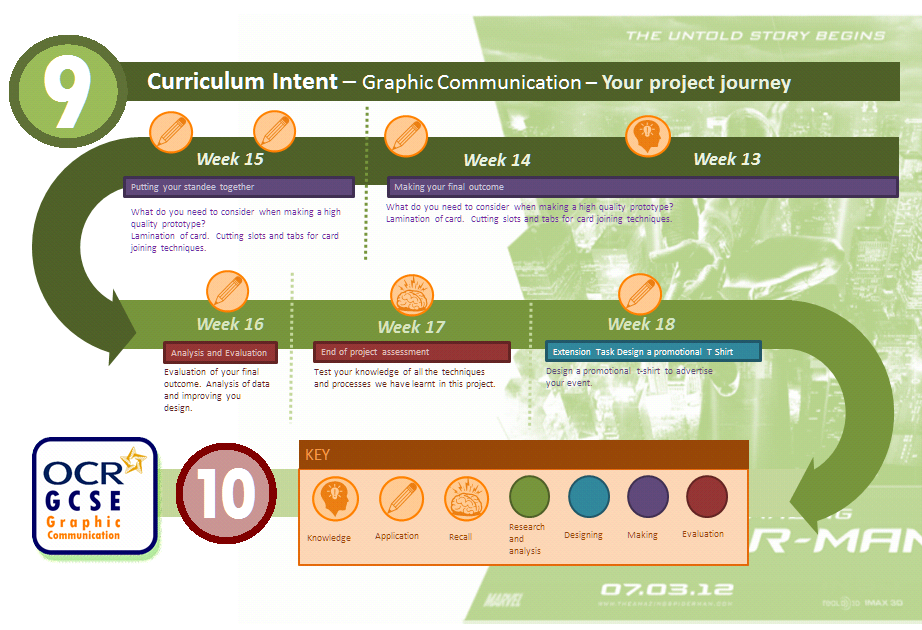 THE UNTOLD STORY BEGINS
9
Curriculum Intent – Graphic Communication – Your project journey
Week 15
Week 14
Week 13
Putting your standee together
Making your final outcome
What do you need to consider when making a high
quality prototype?
Lamination of card. Cutting slots and tabs for card
joining techniques.
What do you need to consider when making a high quality prototype?
Lamination of card. Cutting slots and tabs for card joining techniques.
Week 16
Week 17
Week 18
Analysis and Evaluation
End of project assessment
Extension Task Design a promotional T Shirt
Evaluation of your final
outcome. Analysis of data
and improving you
design.
Test your knowledge of all the techniques
and processes we have learnt in this project.
Design a promotional t-shirt to advertise
your event.
OCR
GCSE
Graphic
Communication
10
KEY
Knowledge
Application
Recall
Research
and
analysis
Designing
Making
Evaluation
R-MAN
07.03.12
MARVEL
IMAX 3D